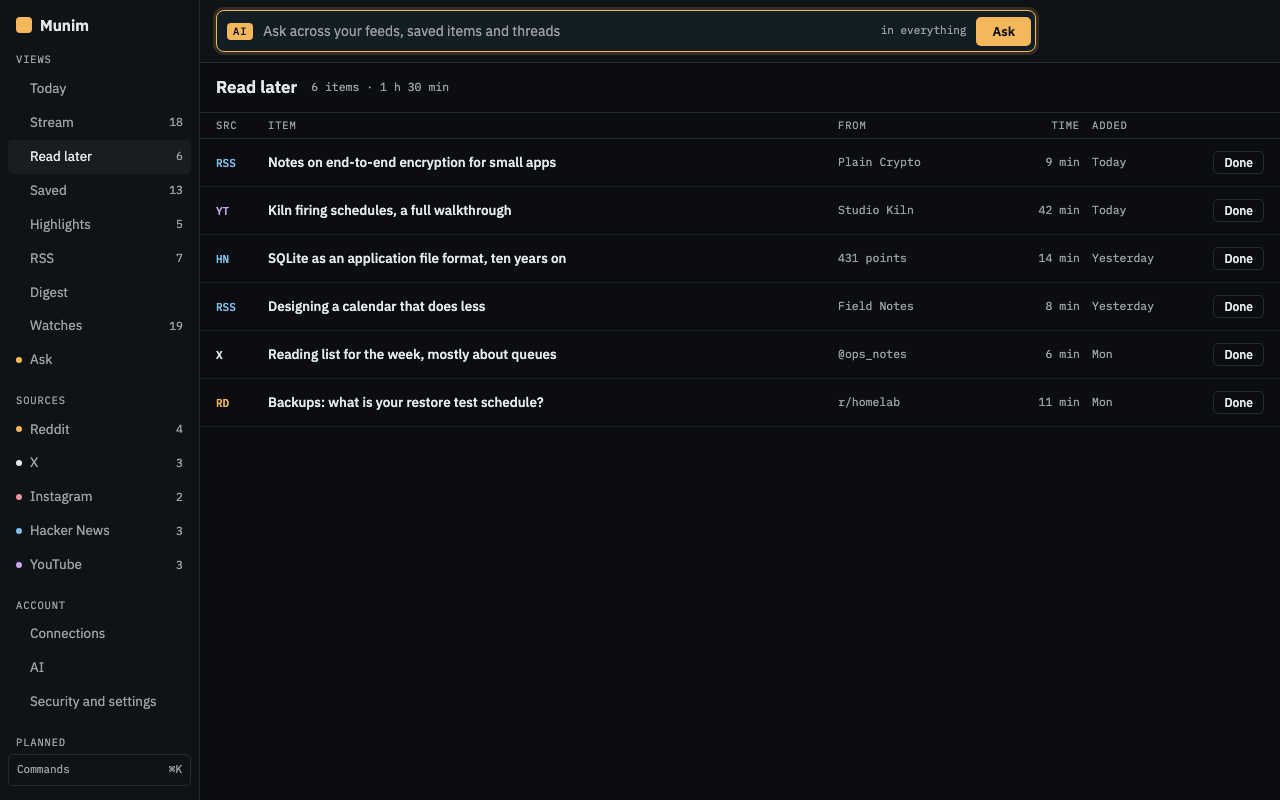 Munim
VIEWS
Today
Stream 18
Read later 6
Saved 13
Highlights 5
RSS 7
Digest
Watches 19
Ask
SOURCES
Reddit 4
X 3
Instagram 2
Hacker News 3
YouTube 3
ACCOUNT
Connections
AI
Security and settings
PLANNED
Commands ⌘K
AI Ask across your feeds, saved items and threads in everything Ask
Read later 6 items · 1 h 30 min
SRC ITEM FROM TIME ADDED
RSS Notes on end-to-end encryption for small apps Plain Crypto 9 min Today Done
YT Kiln firing schedules, a full walkthrough Studio Kiln 42 min Today Done
HN SQLite as an application file format, ten years on 431 points 14 min Yesterday Done
RSS Designing a calendar that does less Field Notes 8 min Yesterday Done
X Reading list for the week, mostly about queues @ops_notes 6 min Mon Done
RD Backups: what is your restore test schedule? r/homelab 11 min Mon Done